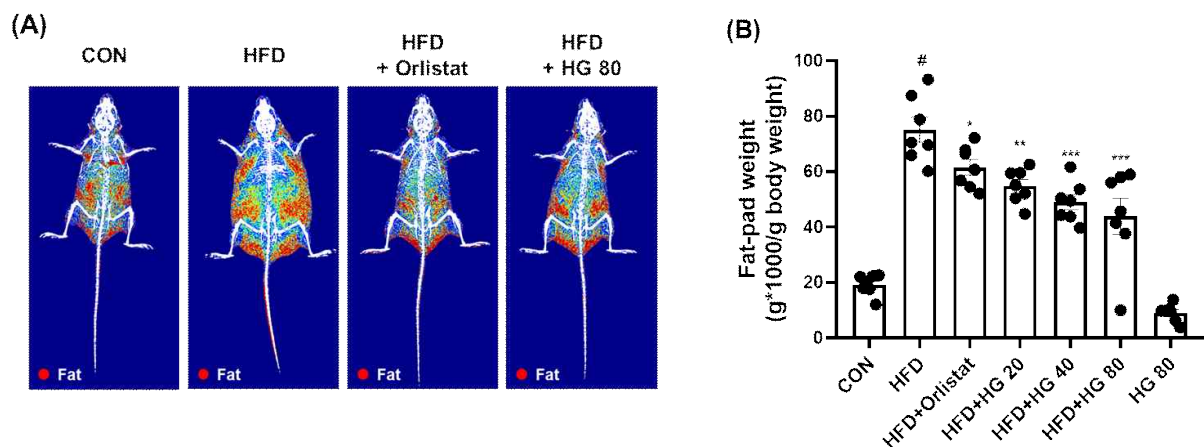 (A)
CON
HFD
HFD
+ Orlistat
HFD
+ HG 80
Fat
Fat
Fat
Fat
(B)
Fat-pad weight
(g*1000/g body weight)
100
80
60
40
20
0
#
*
**
***
***
CON
HFD
HFD+Orlistat
HFD+HG 20
HFD+HG 40
HFD+HG 80
HG 80